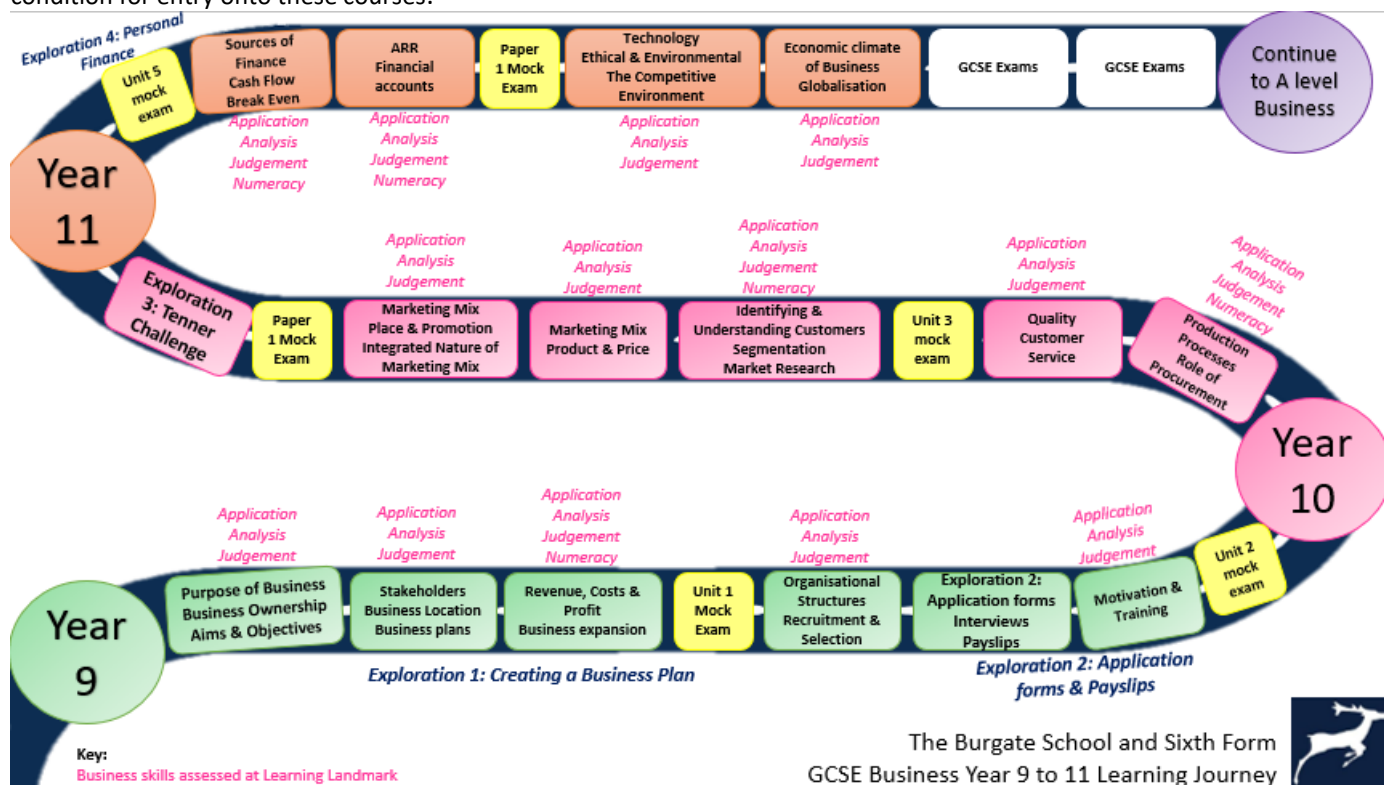 condition for entry onto these courses.
Exploration 4: Personal
Finance
Unit 5
mock
exam
Sources of
Finance
Cash Flow
Break Even
ARR
Financial
accounts
Paper
1 Mock
Exam
Technology
Ethical & Environmental
The Competitive
Environment
Economic climate
of Business
Globalisation
GCSE Exams
GCSE Exams
Continue
to A level
Business
Application
Analysis
Judgement
Numeracy
Application
Analysis
Judgement
Numeracy
Application
Analysis
Judgement
Application
Analysis
Judgement
Year
11
Application
Analysis
Judgement
Application
Analysis
Judgement
Application
Analysis
Judgement
Numeracy
Application
Analysis
Judgement
Application
Analysis
Judgement
Numeracy
Exploration
3: Tenner
Challenge
Paper
1 Mock
Exam
Marketing Mix
Place & Promotion
Integrated Nature of
Marketing Mix
Marketing Mix
Product & Price
Identifying &
Understanding Customers
Segmentation
Market Research
Unit 3
mock
exam
Quality
Customer
Service
Production
Processes
Role of
Procurement
Year
10
Application
Analysis
Judgement
Application
Analysis
Judgement
Application
Analysis
Judgement
Numeracy
Application
Analysis
Judgement
Application
Analysis
Judgement
Year
9
Purpose of Business
Business Ownership
Aims & Objectives
Stakeholders
Business Location
Business plans
Revenue, Costs &
Profit
Business expansion
Unit 1
Mock
Exam
Organisational
Structures
Recruitment &
Selection
Exploration 2:
Application forms
Interviews
Payslips
Motivation &
Training
Unit 2
mock
exam
Exploration 1: Creating a Business Plan
Exploration 2: Application
forms & Payslips
Key:
Business skills assessed at Learning Landmark
The Burgate School and Sixth Form
GCSE Business Year 9 to 11 Learning Journey